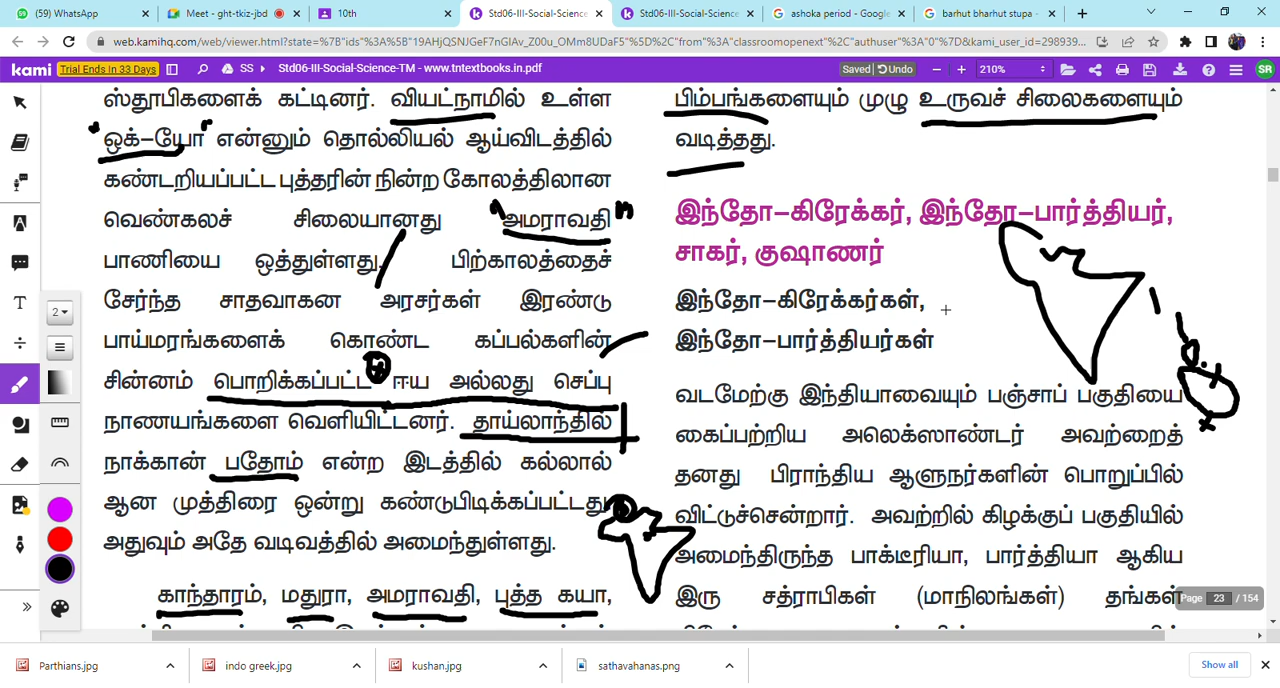 (59) WhatsApp
Meet - ght-tkiz-jbd
10th
Std06-III-Social-Science-
Std06-III-Social-Science
ashoka period - Google
barhut bharhut stupa -
web.kamihq.com/web/viewer.html?state=%7B"ids"%3A%5B"19AHjQSNJGeF7nGIAv_Z00u_OMm8UDaF5"%5D%2C"from"%3A"classroomopenext"%2C"authuser"%3A"0"%7D&kami_user_id=298939...
kami
Trial Ends In 33 Days
SS
Std06-III-Social-Science-TM - www.tntextbooks.in.pdf
Saved
Undo
210%
SR
ஸ்தூபிகளைக் கட்டினர். வியட்நாமில் உள்ள
ஒக்–யோ என்னும் தொல்லியல் ஆய்விடத்தில்
கண்டறியப்பட்ட புத்தரின் நின்ற கோலத்திலான
வெண்கலச் சிலையானது அமராவதி
பாணியை ஒத்துள்ளது. பிற்காலத்தைச்
சேர்ந்த சாதவாகன அரசர்கள் இரண்டு
பாய்மரங்களைக் கொண்ட கப்பல்களின்
சின்னம் பொறிக்கப்பட்ட ஈய அல்லது செப்பு
நாணயங்களை வெளியிட்டனர். தாய்லாந்தில்
நாக்கான் பதோம் என்ற இடத்தில் கல்லால்
ஆன முத்திரை ஒன்று கண்டுபிடிக்கப்பட்டது.
அதுவும் அதே வடிவத்தில் அமைந்துள்ளது.
காந்தாரம், மதுரா, அமராவதி, புத்த கயா,
பிம்பங்களையும் முழு உருவச் சிலைகளையும்
வடித்தது.
இந்தோ–கிரேக்கர், இந்தோ–பார்த்தியர்,
சாகர், குஷாணர்
இந்தோ–கிரேக்கர்கள்,
இந்தோ–பார்த்தியர்கள்
வடமேற்கு இந்தியாவையும் பஞ்சாப் பகுதியை
கைப்பற்றிய அலெக்ஸாண்டர் அவற்றைத்
தனது பிராந்திய ஆளுநர்களின் பொறுப்பில்
விட்டுச்சென்றார். அவற்றில் கிழக்குப் பகுதியில்
அமைந்திருந்த பாக்டீரியா, பார்த்தியா ஆகிய
இரு சத்ராபிகள் (மாநிலங்கள்) தங்கள்
Page 23 / 154
2
T
Parthians.jpg
indo greek.jpg
kushan.jpg
sathavahanas.png
Show all